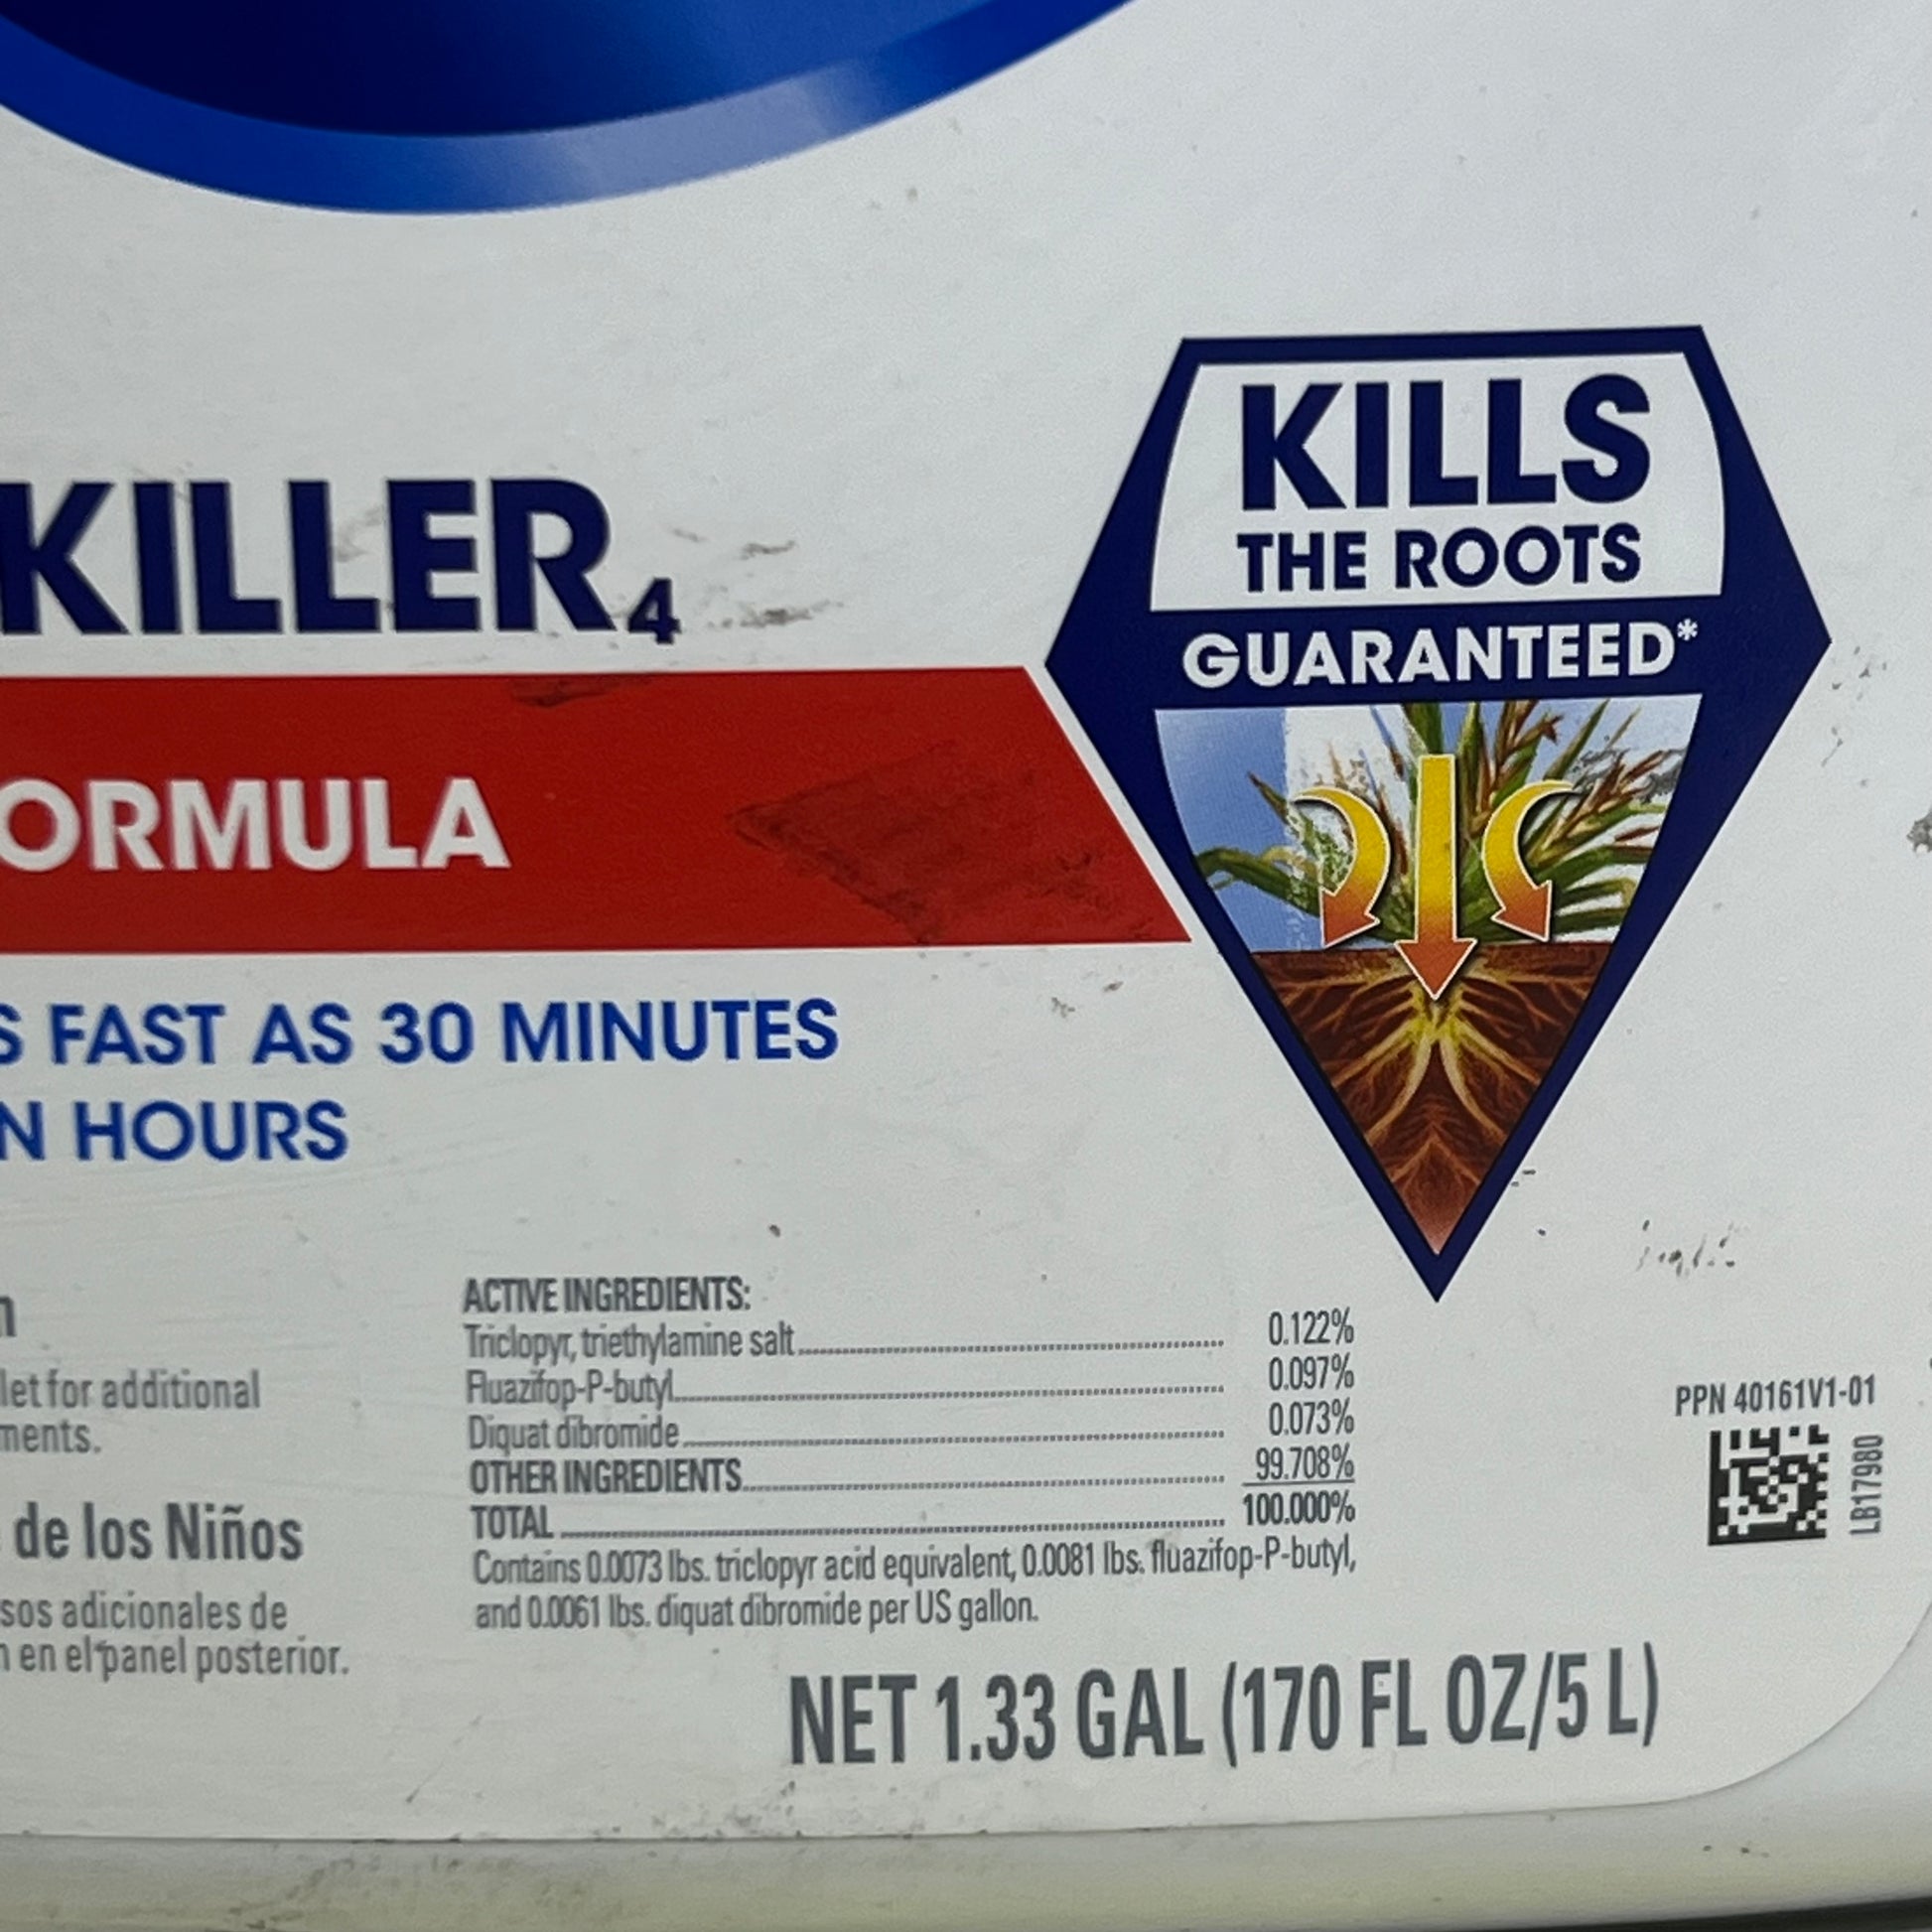 KILLS
THE ROOTS
GUARANTEED*
KILLER4
ORMULA
S FAST AS 30 MINUTES
N HOURS
n
let for additional
ments.
de los Niños
sos adicionales de
n en el panel posterior.
ACTIVE INGREDIENTS:
Triclopyr, triethylamine salt 0.122%
Fluazifop-P-butyl 0.097%
Diquat dibromide 0.073%
OTHER INGREDIENTS 99.708%
TOTAL 100.000%
Contains 0.0073 lbs. triclopyr acid equivalent, 0.0081 lbs. fluazifop-P-butyl,
and 0.0061 lbs. diquat dibromide per US gallon.
PPN 40161V1-01
LB17980
NET 1.33 GAL (170 FL OZ/5 L)